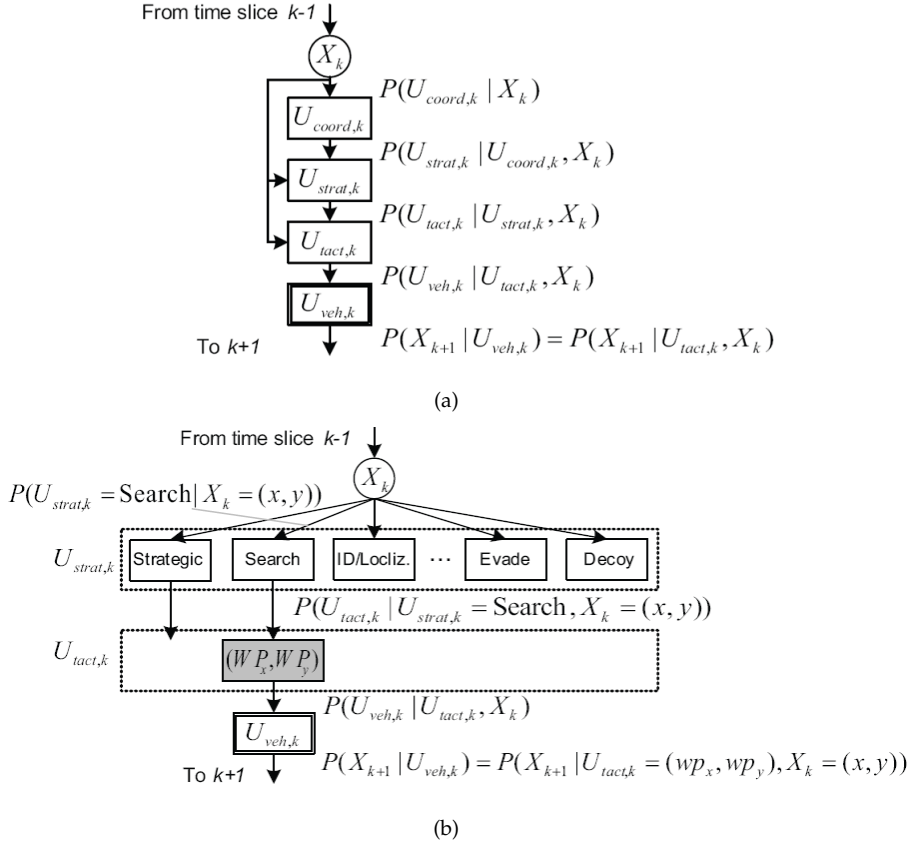 From time slice k-1
X_k
P(U_coord,k | X_k)
U_coord,k
P(U_strat,k | U_coord,k, X_k)
U_strat,k
P(U_tact,k | U_strat,k, X_k)
U_tact,k
P(U_veh,k | U_tact,k, X_k)
U_veh,k
To k+1
P(X_k+1 | U_veh,k) = P(X_k+1 | U_tact,k, X_k)
(a)
From time slice k-1
X_k
P(U_strat,k = Search| X_k = (x, y))
U_strat,k
Strategic
Search
ID/Locliz.
...
Evade
Decoy
P(U_tact,k | U_strat,k = Search, X_k = (x, y))
U_tact,k
(WP_x, WP_y)
P(U_veh,k | U_tact,k, X_k)
U_veh,k
To k+1
P(X_k+1 | U_veh,k) = P(X_k+1 | U_tact,k = (wp_x, wp_y), X_k = (x, y))
(b)